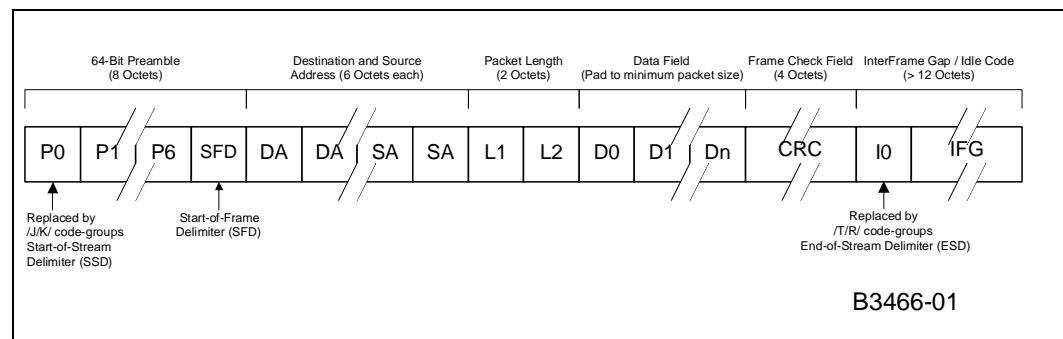 64-Bit Preamble
(8 Octets)
Destination and Source
Address (6 Octets each)
Packet Length
(2 Octets)
Data Field
(Pad to minimum packet size)
Frame Check Field
(4 Octets)
InterFrame Gap / Idle Code
(> 12 Octets)
P0 P1 P6 SFD DA DA SA SA L1 L2 D0 D1 Dn CRC I0 IFG
Replaced by
/J/K/ code-groups
Start-of-Stream
Delimiter (SSD)
Start-of-Frame
Delimiter (SFD)
Replaced by
/T/R/ code-groups
End-of-Stream Delimiter (ESD)
B3466-01